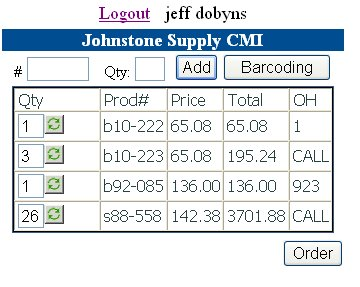 Logout jeff dobyns
Johnstone Supply CMI
# Qty: Add Barcoding
Qty Prod# Price Total OH
1 b10-222 65.08 65.08 1
3 b10-223 65.08 195.24 CALL
1 b92-085 136.00 136.00 923
26 s88-558 142.38 3701.88 CALL
Order